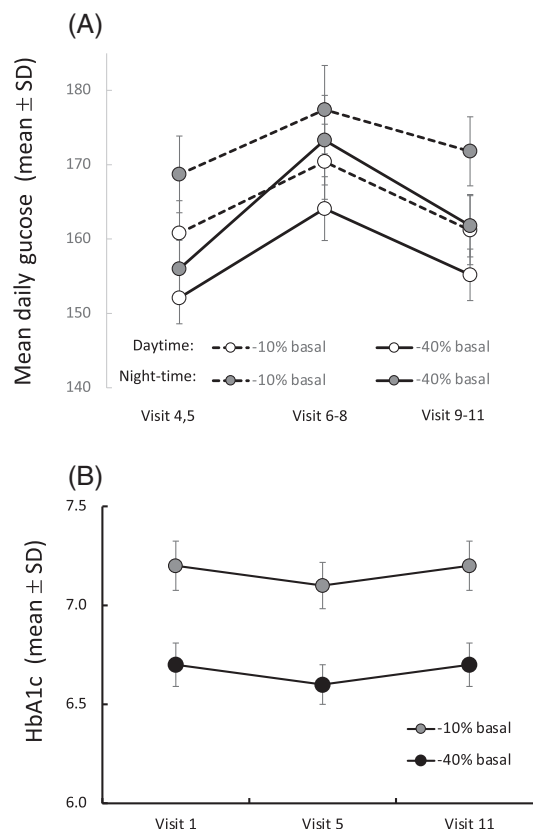 (A)
Mean daily gucose (mean ± SD)
180
170
160
150
140
Daytime: -10% basal -40% basal
Night-time: -10% basal -40% basal
Visit 4,5 Visit 6-8 Visit 9-11
(B)
HbA1c (mean ± SD)
7.5
7.0
6.5
6.0
-10% basal
-40% basal
Visit 1 Visit 5 Visit 11